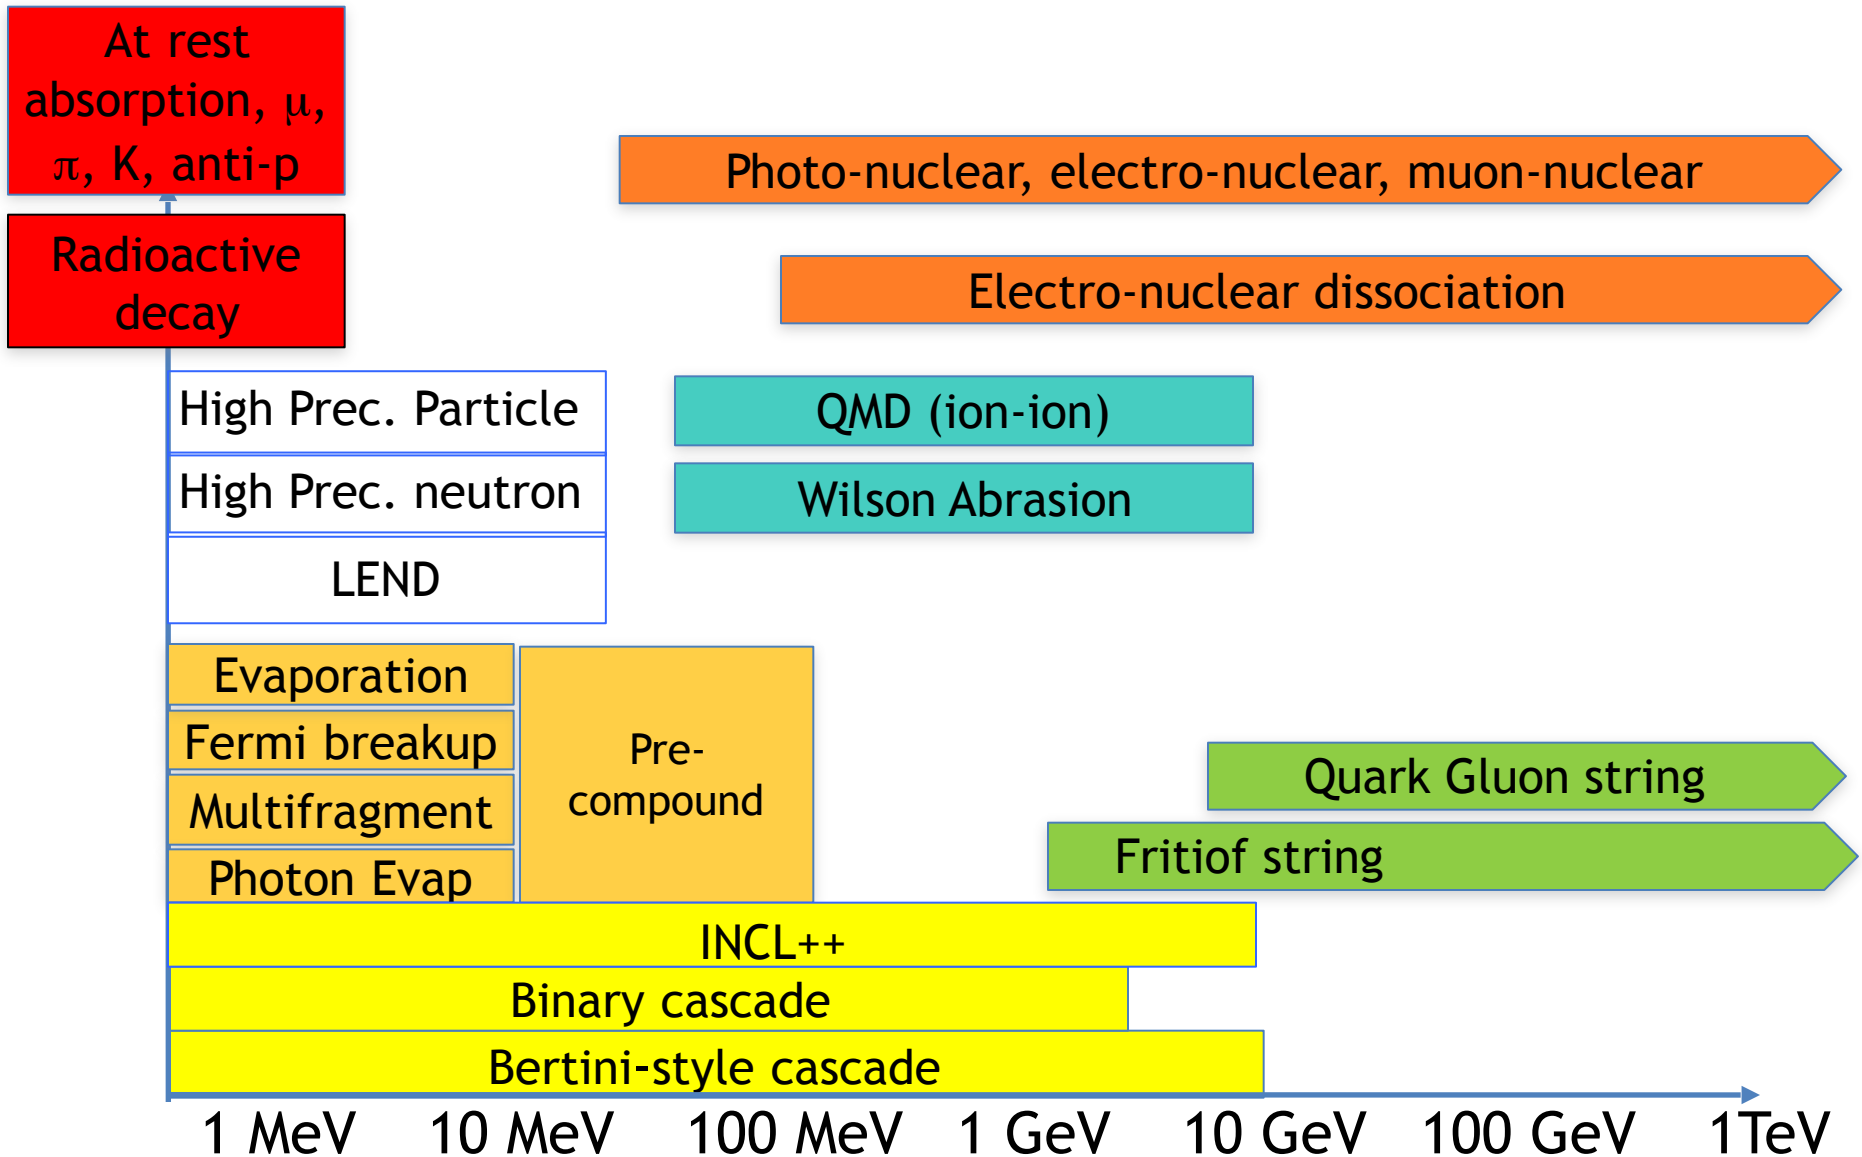 At rest
absorption, μ,
π, K, anti-p
Photo-nuclear, electro-nuclear, muon-nuclear
Radioactive
decay
Electro-nuclear dissociation
High Prec. Particle
QMD (ion-ion)
High Prec. neutron
Wilson Abrasion
LEND
Evaporation
Fermi breakup
Multifragment
Photon Evap
Pre-
compound
Quark Gluon string
Fritiof string
INCL++
Binary cascade
Bertini-style cascade
1 MeV 10 MeV 100 MeV 1 GeV 10 GeV 100 GeV 1TeV